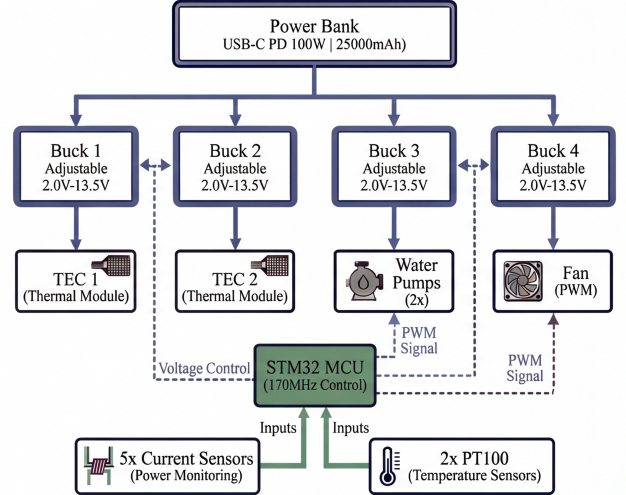 Power Bank
USB-C PD 100W | 25000mAh)
Buck 1
Adjustable
2.0V-13.5V
Buck 2
Adjustable
2.0V-13.5V
Buck 3
Adjustable
2.0V-13.5V
Buck 4
Adjustable
2.0V-13.5V
TEC 1
(Thermal Module)
TEC 2
(Thermal Module)
Water
Pumps
(2x)
Fan
(PWM)
PWM
Signal
PWM
Signal
Voltage Control
STM32 MCU
(170MHz Control)
Inputs
Inputs
5x Current Sensors
(Power Monitoring)
2x PT100
(Temperature Sensors)